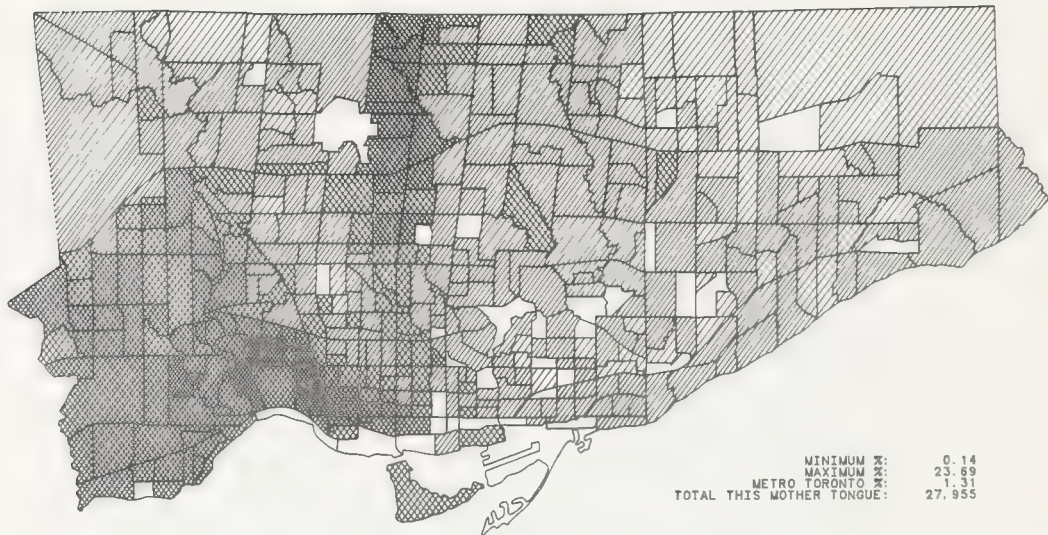 MINIMUM %: 0.14
MAXIMUM %: 23.69
METRO TORONTO %: 1.31
TOTAL THIS MOTHER TONGUE: 27,955